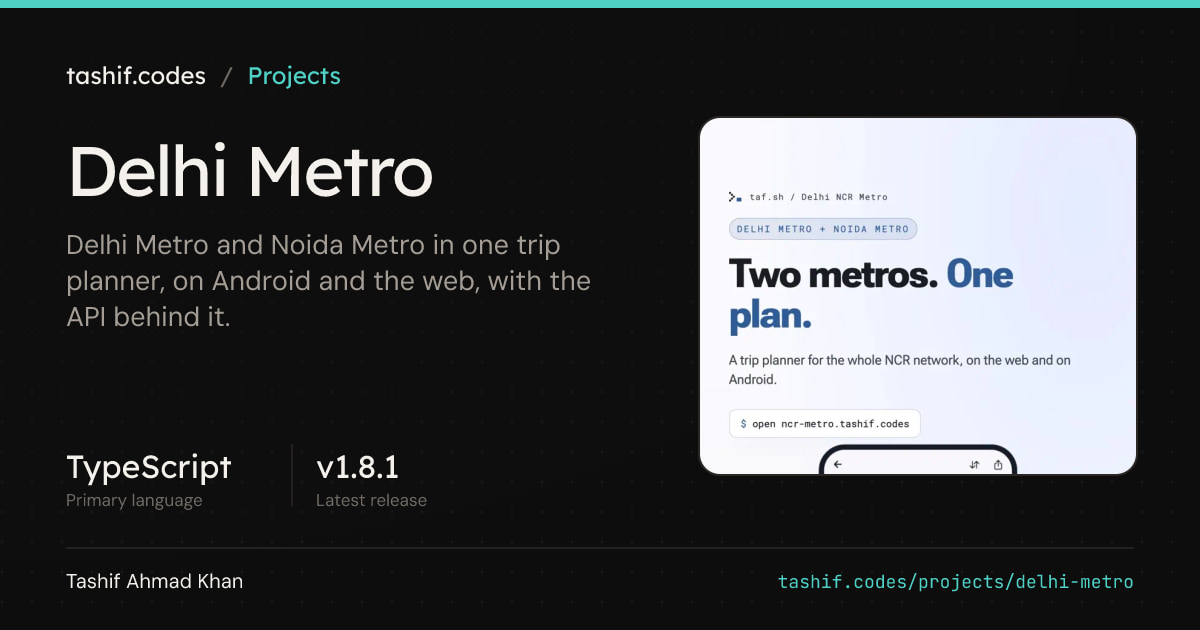 tashif.codes / Projects
Delhi Metro
Delhi Metro and Noida Metro in one trip
planner, on Android and the web, with the
API behind it.
TypeScript
Primary language
v1.8.1
Latest release
taf.sh / Delhi NCR Metro
DELHI METRO + NOIDA METRO
Two metros. One
plan.
A trip planner for the whole NCR network, on the web and on
Android.
$ open ncr-metro.tashif.codes
Tashif Ahmad Khan
tashif.codes/projects/delhi-metro